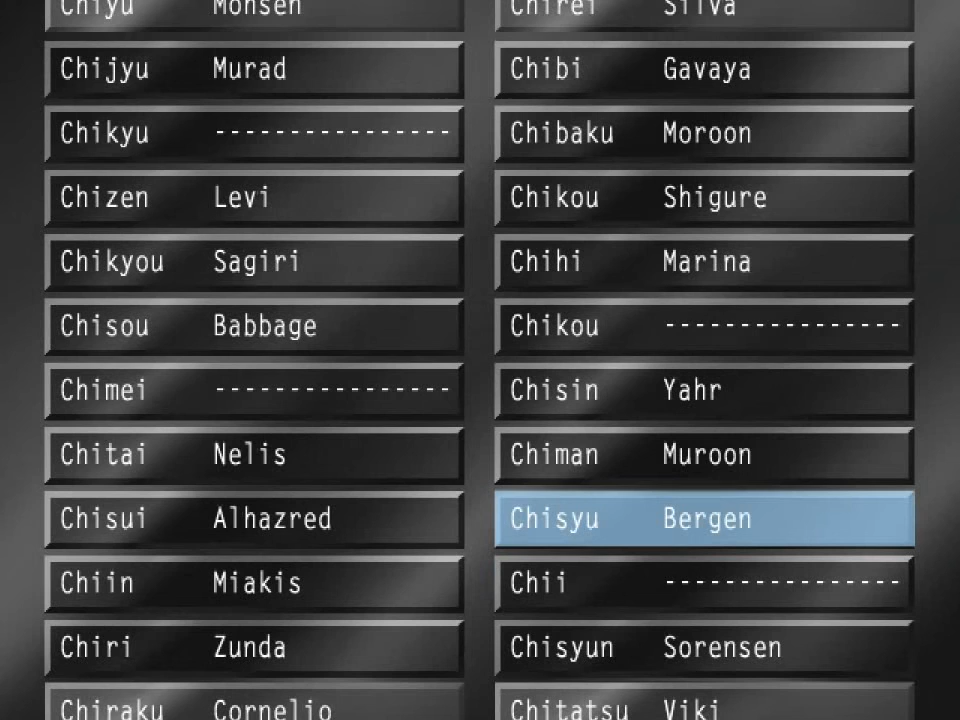 Chiyu Mohsen Chirei Silva
Chijyu Murad Chibi Gavaya
Chikyu ---------------- Chibaku Moroon
Chizen Levi Chikou Shigure
Chikyou Sagiri Chihi Marina
Chisou Babbage Chikou ----------------
Chimei ---------------- Chisin Yahr
Chitai Nelis Chiman Muroon
Chisui Alhazred Chisyu Bergen
Chiin Miakis Chii ----------------
Chiri Zunda Chisyun Sorensen
Chiraku Cornelio Chitatsu Viki